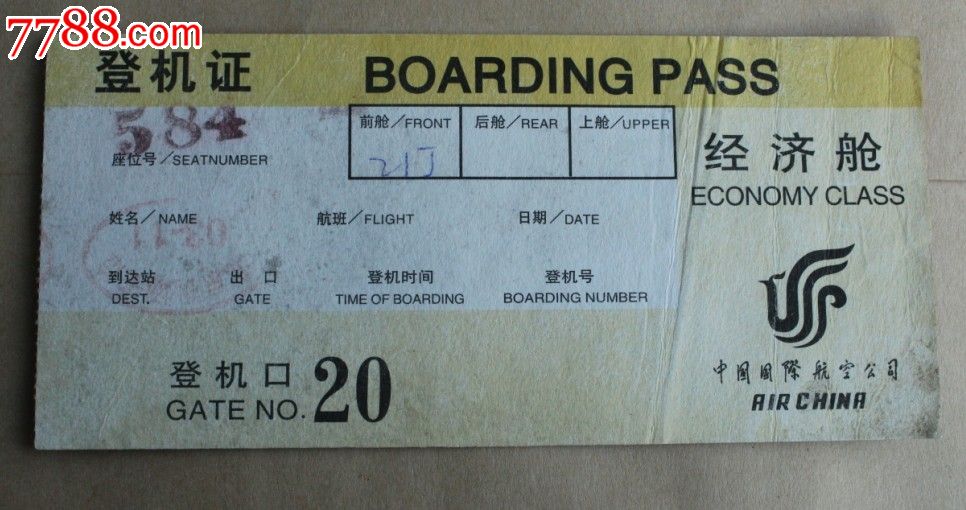 7788.com
登机证 BOARDING PASS
584
座位号/SEATNUMBER
前舱/FRONT 后舱/REAR 上舱/UPPER
21J
经济舱
ECONOMY CLASS
姓名/NAME 航班/FLIGHT 日期/DATE
到达站 出口 登机时间 登机号
DEST. GATE TIME OF BOARDING BOARDING NUMBER
登机口 20
GATE NO.
中国国際航空公司
AIR CHINA